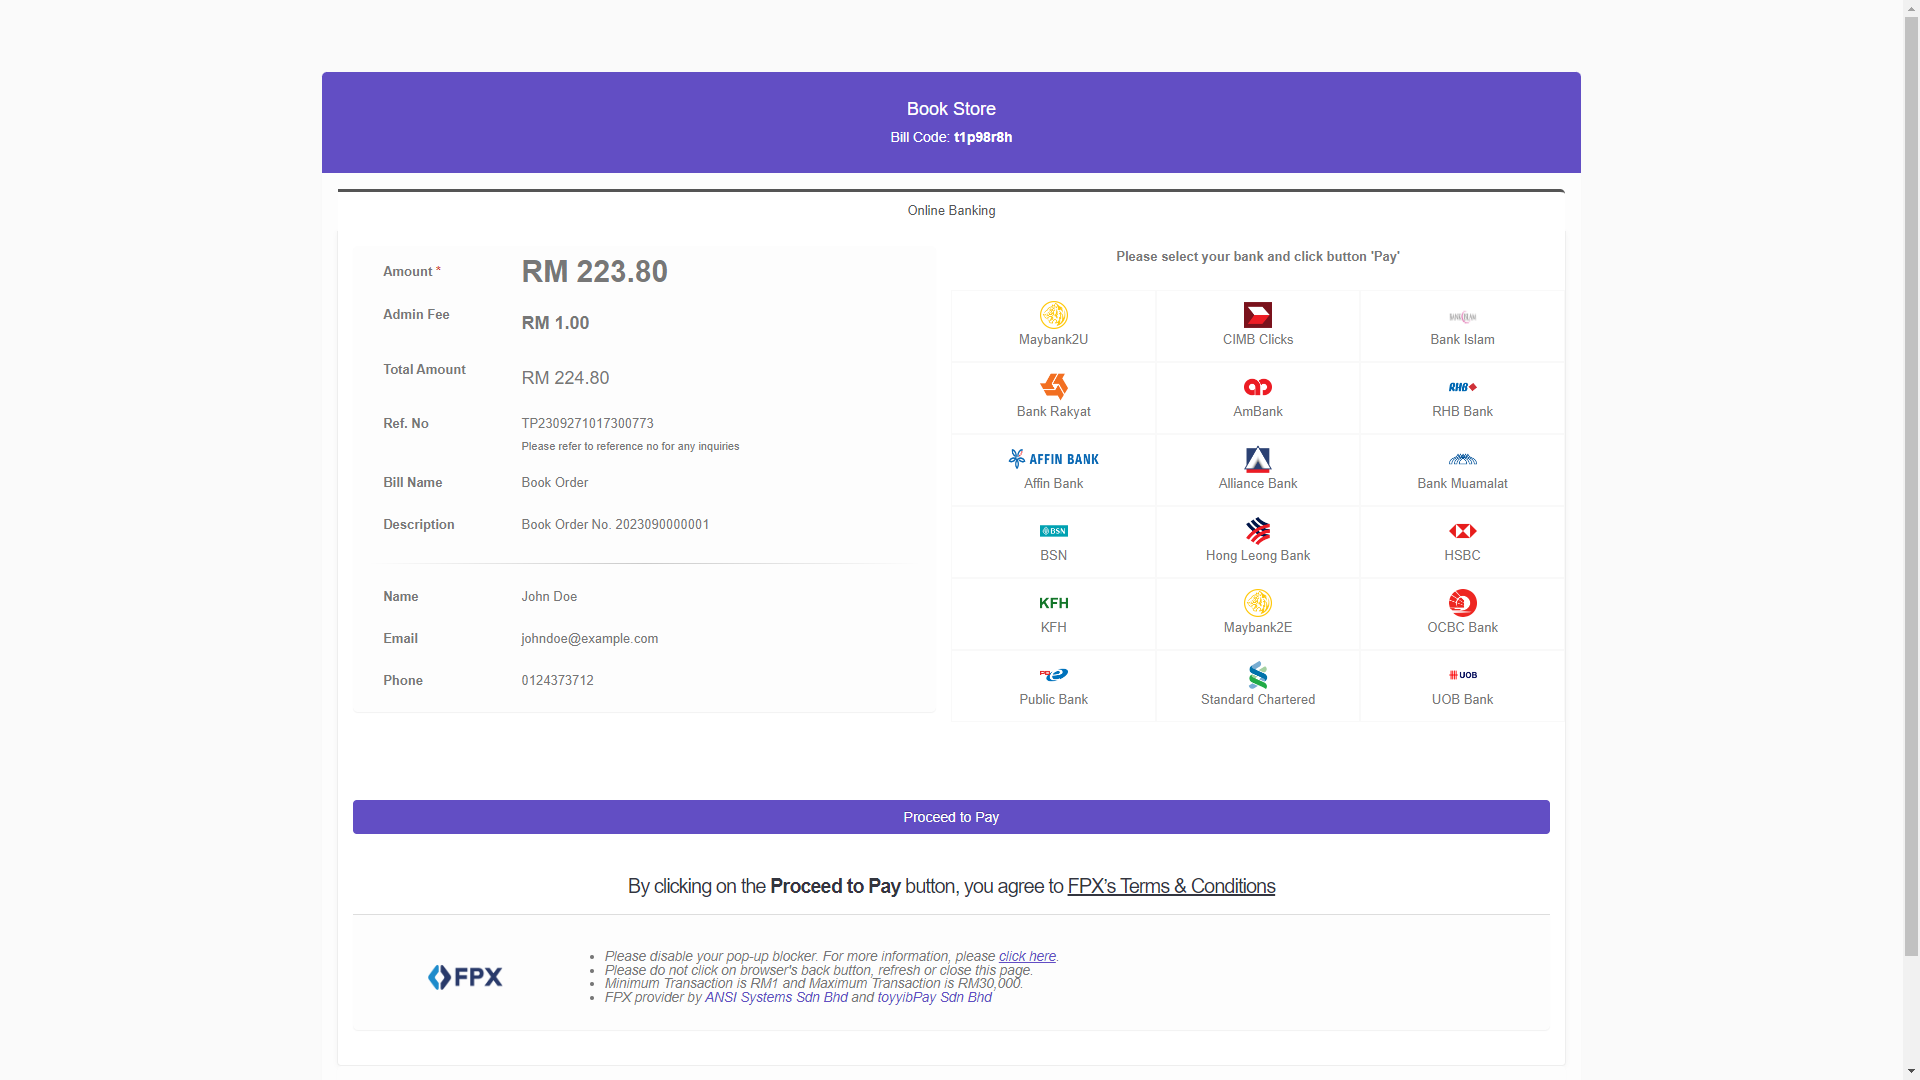 Book Store
Bill Code: t1p98r8h
Online Banking
Amount * RM 223.80
Admin Fee RM 1.00
Total Amount RM 224.80
Ref. No TP2309271017300773
Please refer to reference no for any inquiries
Bill Name Book Order
Description Book Order No. 2023090000001
Name John Doe
Email johndoe@example.com
Phone 0124373712
Please select your bank and click button 'Pay'
Maybank2U CIMB Clicks Bank Islam
Bank Rakyat AmBank RHB Bank
RHB
AFFIN BANK
Affin Bank Alliance Bank Bank Muamalat
BSN
BSN Hong Leong Bank HSBC
KFH
KFH Maybank2E OCBC Bank
UOB
Public Bank Standard Chartered UOB Bank
Proceed to Pay
By clicking on the Proceed to Pay button, you agree to FPX's Terms & Conditions
FPX
Please disable your pop-up blocker. For more information, please click here.
Please do not click on browser's back button, refresh or close this page.
Minimum Transaction is RM1 and Maximum Transaction is RM30,000.
FPX provider by ANSI Systems Sdn Bhd and toyyibPay Sdn Bhd